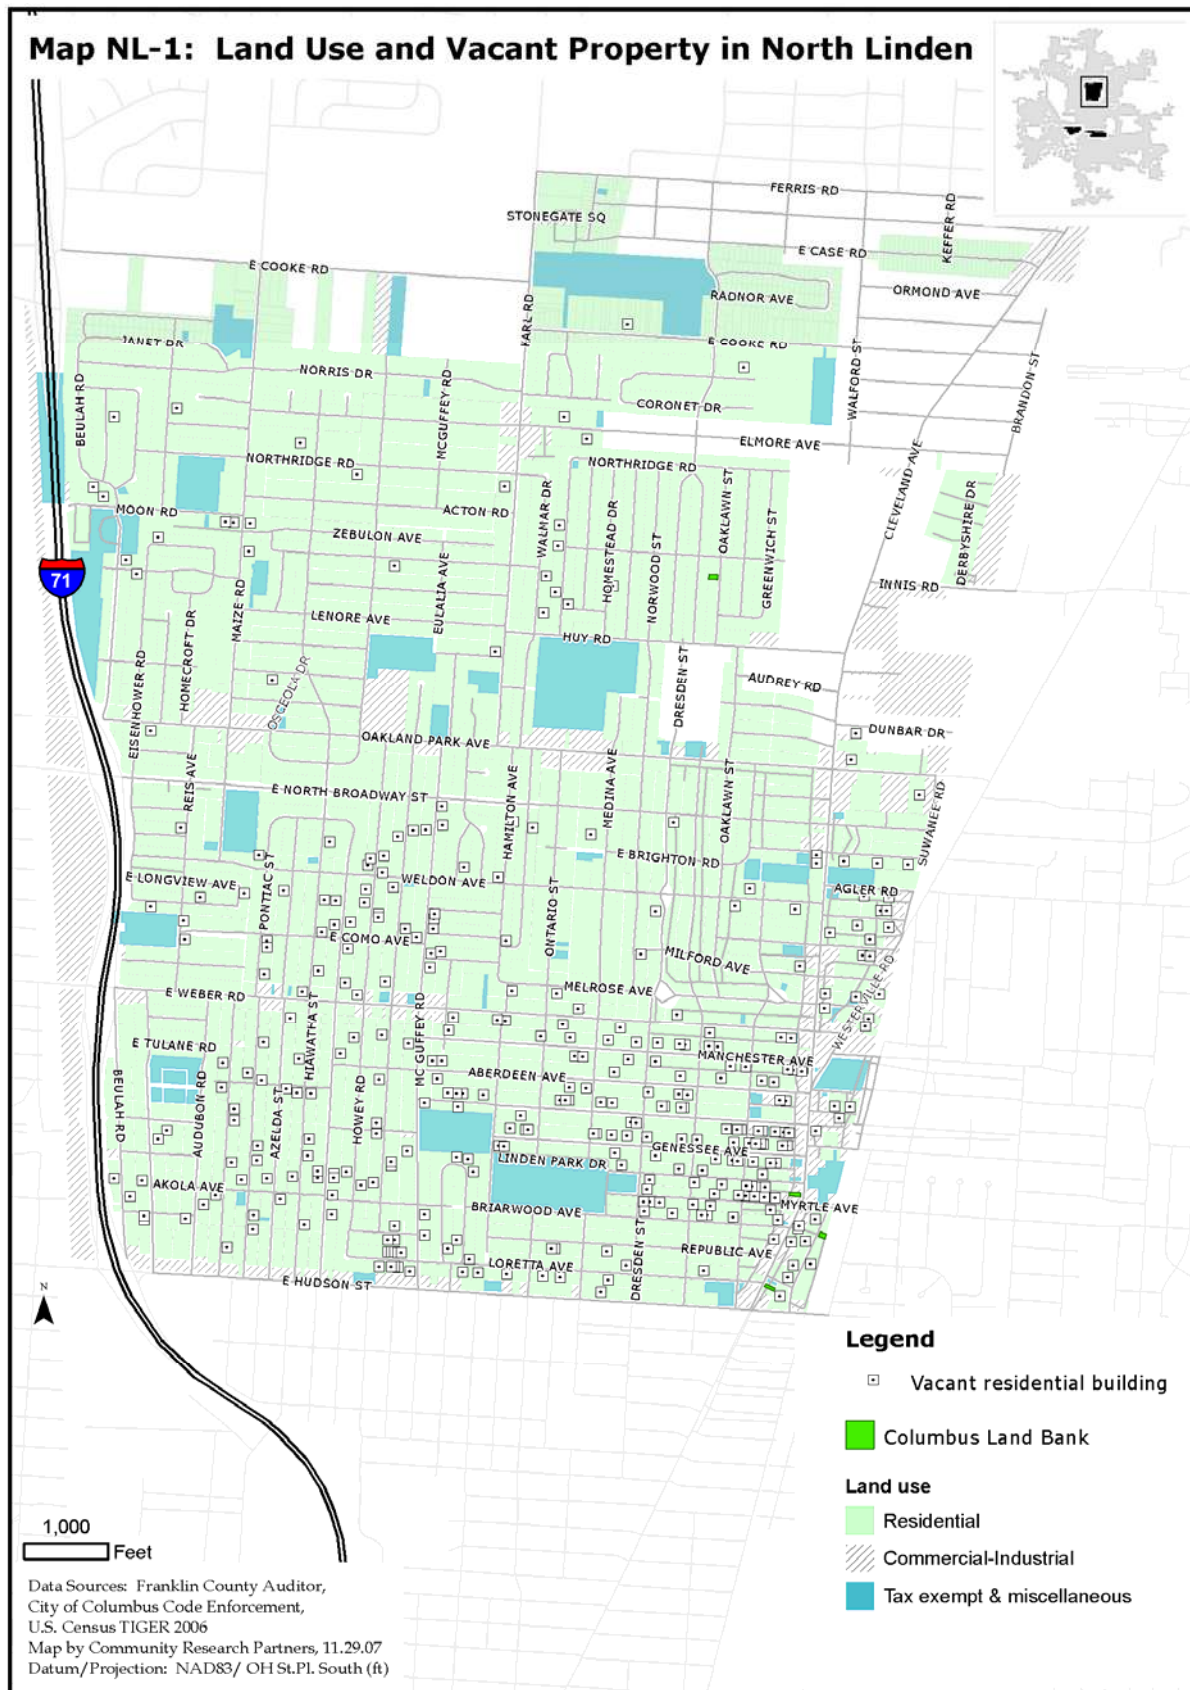 Map NL-1:  Land Use and Vacant Property in North Linden
FERRIS RD
STONEGATE SQ
KEFFER RD
E CASE RD
E COOKE RD
RADNOR AVE
ORMOND AVE
KARL RD
JANET DR
E COOKE RD
NORRIS DR
BEULAH RD
MCGUFFEY RD
WALFORD ST
BRANDON ST
CORONET DR
ELMORE AVE
NORTHRIDGE RD
NORTHRIDGE RD
CLEVELAND AVE
OAKLAWN ST
WALMAR DR
HOMESTEAD DR
MOON RD
ACTON RD
ZEBULON AVE
NORWOOD ST
GREENWICH ST
DERBYSHIRE DR
71
EULALIA AVE
MAIZE RD
INNIS RD
LENORE AVE
HOMECROFT DR
HUY RD
EISENHOWER RD
OSCEOLA DR
DRESDEN ST
AUDREY RD
DUNBAR DR
OAKLAND PARK AVE
REIS AVE
E NORTH BROADWAY ST
HAMILTON AVE
MEDINA AVE
OAKLAWN ST
SUWANEE RD
E BRIGHTON RD
E LONGVIEW AVE
PONTIAC ST
WELDON AVE
AGLER RD
ONTARIO ST
E COMO AVE
MILFORD AVE
WESTERVILLE RD
E WEBER RD
MELROSE AVE
HIAWATHA ST
MC GUFFEY RD
E TULANE RD
MANCHESTER AVE
BEULAH RD
AUDUBON RD
AZELDA ST
HOWEY RD
ABERDEEN AVE
GENESSEE AVE
LINDEN PARK DR
AKOLA AVE
BRIARWOOD AVE
MYRTLE AVE
DRESDEN ST
REPUBLIC AVE
LORETTA AVE
E HUDSON ST
N
Legend
Vacant residential building
Columbus Land Bank
Land use
Residential
Commercial-Industrial
Tax exempt & miscellaneous
1,000
Feet
Data Sources:  Franklin County Auditor,
City of Columbus Code Enforcement,
U.S. Census TIGER 2006
Map by Community Research Partners, 11.29.07
Datum/Projection:  NAD83/ OH St.Pl. South (ft)